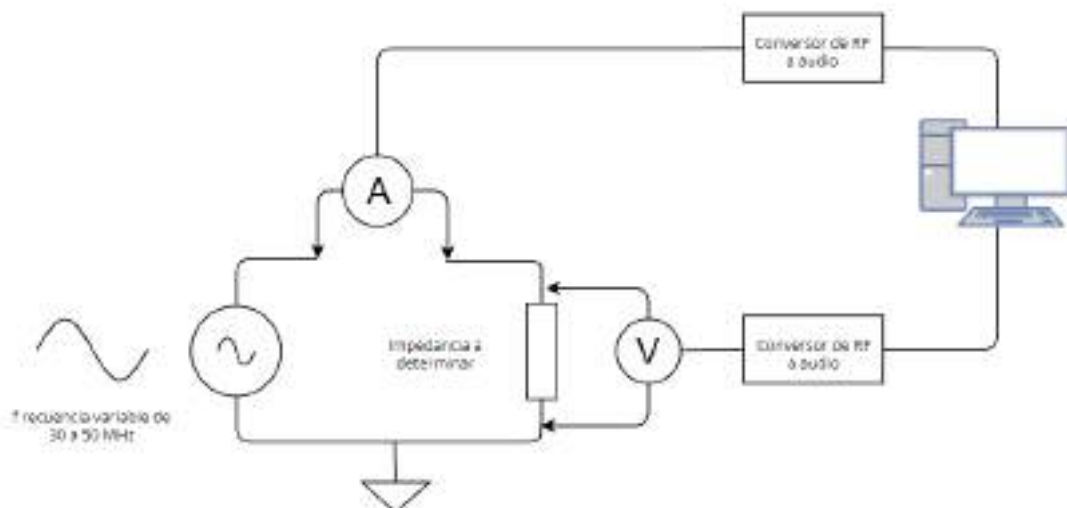 Conversor de RF
a audio
A
Impedancia a
determinar
V
Conversor de RF
a audio
Frecuencia variable de
30 a 50 MHz